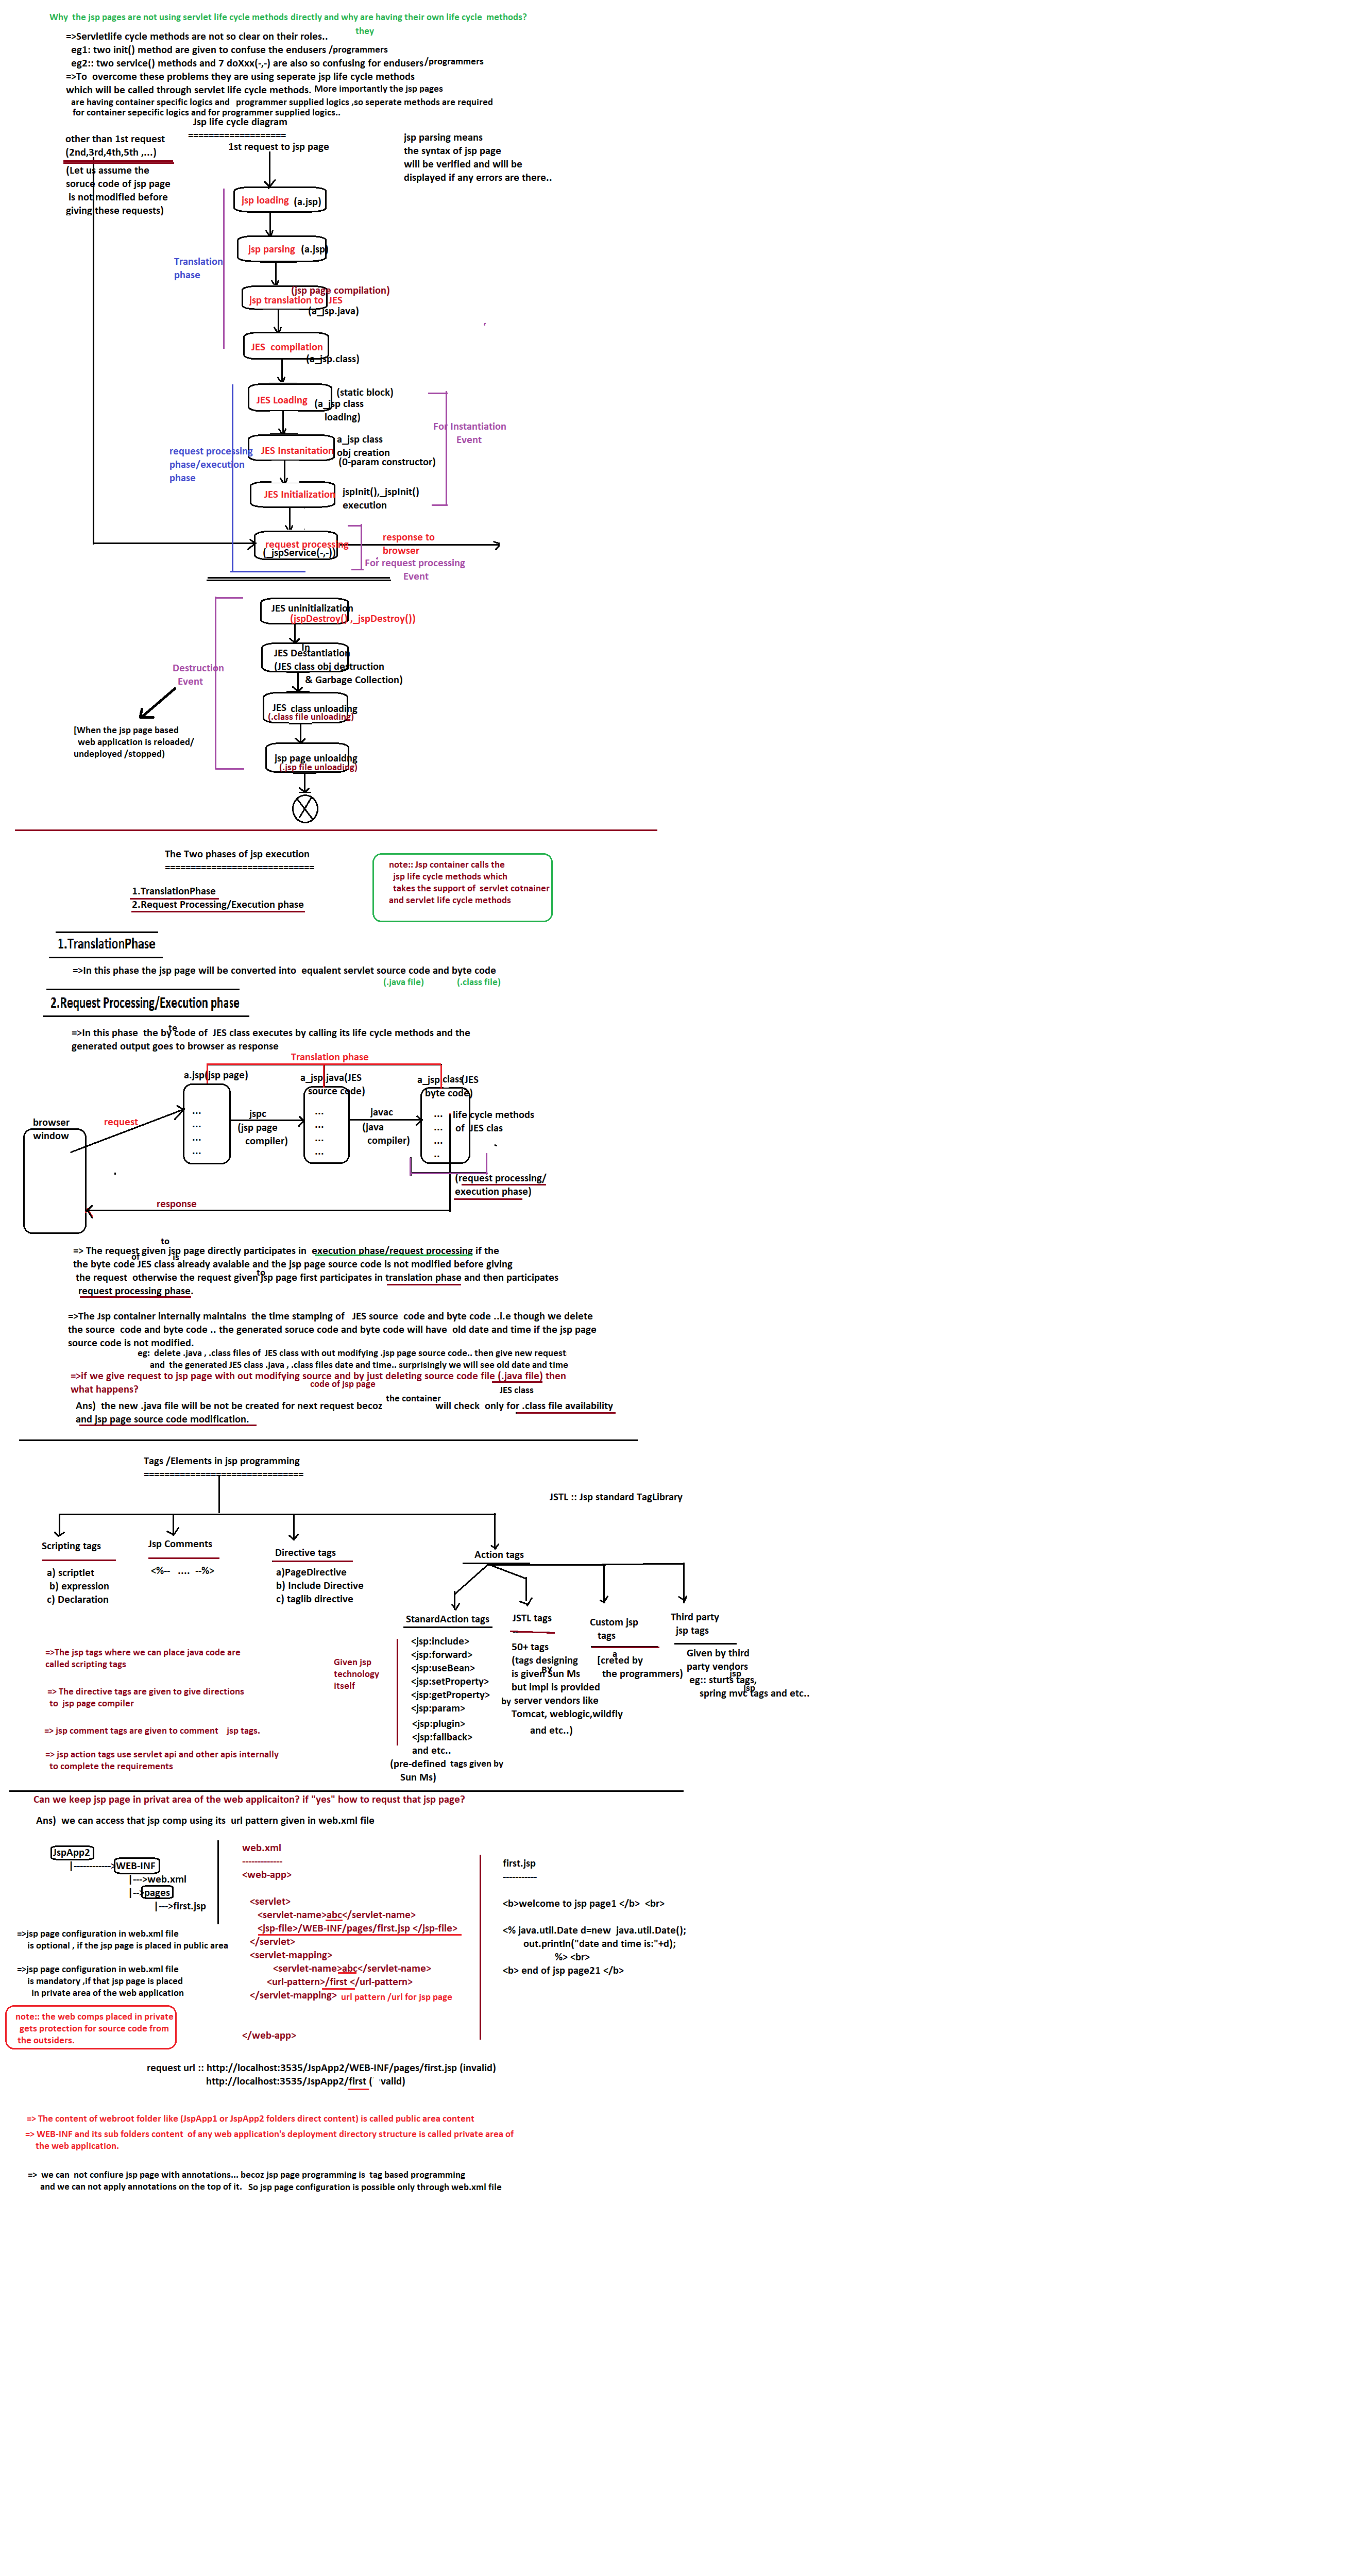 Why  the jsp pages are not using servlet life cycle methods directly and why are having their own life cycle  methods?
they
=>Servletlife cycle methods are not so clear on their roles..
eg1: two init() method are given to confuse the endusers /programmers
eg2:: two service() methods and 7 doXxx(-,-) are also so confusing for endusers /programmers
=>To  overcome these problems they are using seperate jsp life cycle methods
which will be called through servlet life cycle methods. More importantly the jsp pages
are having container specific logics and   programmer supplied logics ,so seperate methods are required
for container sepecific logics and for programmer supplied logics..
Jsp life cycle diagram
===================
other than 1st request
(2nd,3rd,4th,5th ,...)
(Let us assume the
soruce code of jsp page
is not modified before
giving these requests)
1st request to jsp page
jsp parsing means
the syntax of jsp page
will be verified and will be
displayed if any errors are there..
jsp loading (a.jsp)
jsp parsing (a.jsp)
Translation
phase
(jsp page compilation)
jsp translation to JES
(a_jsp.java)
JES  compilation
(a_jsp.class)
JES Loading
(static block)
(a_jsp class
loading)
For Instantiation
Event
request processing
phase/execution
phase
JES Instanitation
a_jsp class
obj creation
(0-param constructor)
JES Initialization
jspInit(),_jspInit()
execution
request processing
(_jspService(-,-))
response to
browser
For request processing
Event
JES uninitialization
(jspDestroy(),_jspDestroy())
In
JES Destantiation
(JES class obj destruction
& Garbage Collection)
Destruction
Event
JES class unloading
(.class file unloading)
[When the jsp page based
web application is reloaded/
undeployed /stopped)
jsp page unloaidng
(.jsp file unloading)
The Two phases of jsp execution
=============================
1.TranslationPhase
2.Request Processing/Execution phase
note:: Jsp container calls the
jsp life cycle methods which
takes the support of  servlet cotnainer
and servlet life cycle methods
1.TranslationPhase
=>In this phase the jsp page will be converted into  equalent servlet source code and byte code
(.java file)
(.class file)
2.Request Processing/Execution phase
te
=>In this phase  the by code of  JES class executes by calling its life cycle methods and the
generated output goes to browser as response
Translation phase
a.jsp(jsp page)
a_jsp.java(JES
source code)
a_jsp class(JES
byte code)
browser
window
request
...
...
...
...
jspc
(jsp page
compiler)
...
...
...
...
javac
(java
compiler)
...
...
...
..
life cycle methods
of  JES clas
(request processing/
execution phase)
response
to
=> The request given jsp page directly participates in  execution phase/request processing if the
of
is
the byte code JES class already avaiable and the jsp page source code is not modified before giving
to
the request  otherwise the request given jsp page first participates in translation phase and then participates
request processing phase.
=>The Jsp container internally maintains  the time stamping of   JES source  code and byte code ..i.e though we delete
the source  code and byte code .. the generated soruce code and byte code will have  old date and time if the jsp page
source code is not modified.
eg:  delete .java , .class files of  JES class with out modifying .jsp page source code.. then give new request
and  the generated JES class .java , .class files date and time.. surprisingly we will see old date and time
=>if we give request to jsp page with out modifying source and by just deleting source code file (.java file) then
code of jsp page
JES class
what happens?
the container
Ans)  the new .java file will be not be created for next request becoz will check  only for .class file availability
and jsp page source code modification.
Tags /Elements in jsp programming
===============================
JSTL :: Jsp standard TagLibrary
Scripting tags
a) scriptlet
b) expression
c) Declaration
Jsp Comments
<%--   ....  --%>
Directive tags
a)PageDirective
b) Include Directive
c) taglib directive
Action tags
StanardAction tags
<jsp:include>
<jsp:forward>
<jsp:useBean>
<jsp:setProperty>
<jsp:getProperty>
<jsp:param>
<jsp:plugin>
<jsp:fallback>
and etc..
(pre-defined tags given by
Sun Ms)
Given jsp
technology
itself
JSTL tags
50+ tags
(tags designing
is given Sun Ms
BY
but impl is provided
by server vendors like
Tomcat, weblogic,wildfly
and etc..)
Custom jsp
tags
a
[creted by
the programmers)
Third party
jsp tags
Given by third
party vendors
jsp
eg:: sturts tags,
jsp
spring mvc tags and etc..
=>The jsp tags where we can place java code are
called scripting tags
=> The directive tags are given to give directions
to  jsp page compiler
=> jsp comment tags are given to comment    jsp tags.
=> jsp action tags use servlet api and other apis internally
to complete the requirements
Can we keep jsp page in privat area of the web applicaiton? if "yes" how to requst that jsp page?
Ans)  we can access that jsp comp using its  url pattern given in web.xml file
JspApp2
|------------>WEB-INF
|--->web.xml
|-->pages
|--->first.jsp
=>jsp page configuration in web.xml file
is optional , if the jsp page is placed in public area
=>jsp page configuration in web.xml file
is mandatory ,if that jsp page is placed
in private area of the web application
note:: the web comps placed in private
gets protection for source code from
the outsiders.
web.xml
-------------
<web-app>
<servlet>
<servlet-name>abc</servlet-name>
<jsp-file>/WEB-INF/pages/first.jsp </jsp-file>
</servlet>
<servlet-mapping>
<servlet-name>abc</servlet-name>
<url-pattern>/first </url-pattern>
</servlet-mapping> url pattern /url for jsp page
</web-app>
first.jsp
-----------
<b>welcome to jsp page1 </b>  <br>
<% java.util.Date d=new  java.util.Date();
out.println("date and time is:"+d);
%> <br>
<b> end of jsp page21 </b>
request url :: http://localhost:3535/JspApp2/WEB-INF/pages/first.jsp (invalid)
http://localhost:3535/JspApp2/first (  valid)
=> The content of webroot folder like (JspApp1 or JspApp2 folders direct content) is called public area content
=> WEB-INF and its sub folders content  of any web application's deployment directory structure is called private area of
the web application.
=>  we can  not confiure jsp page with annotations... becoz jsp page programming is  tag based programming
and we can not apply annotations on the top of it.  So jsp page configuration is possible only through web.xml file